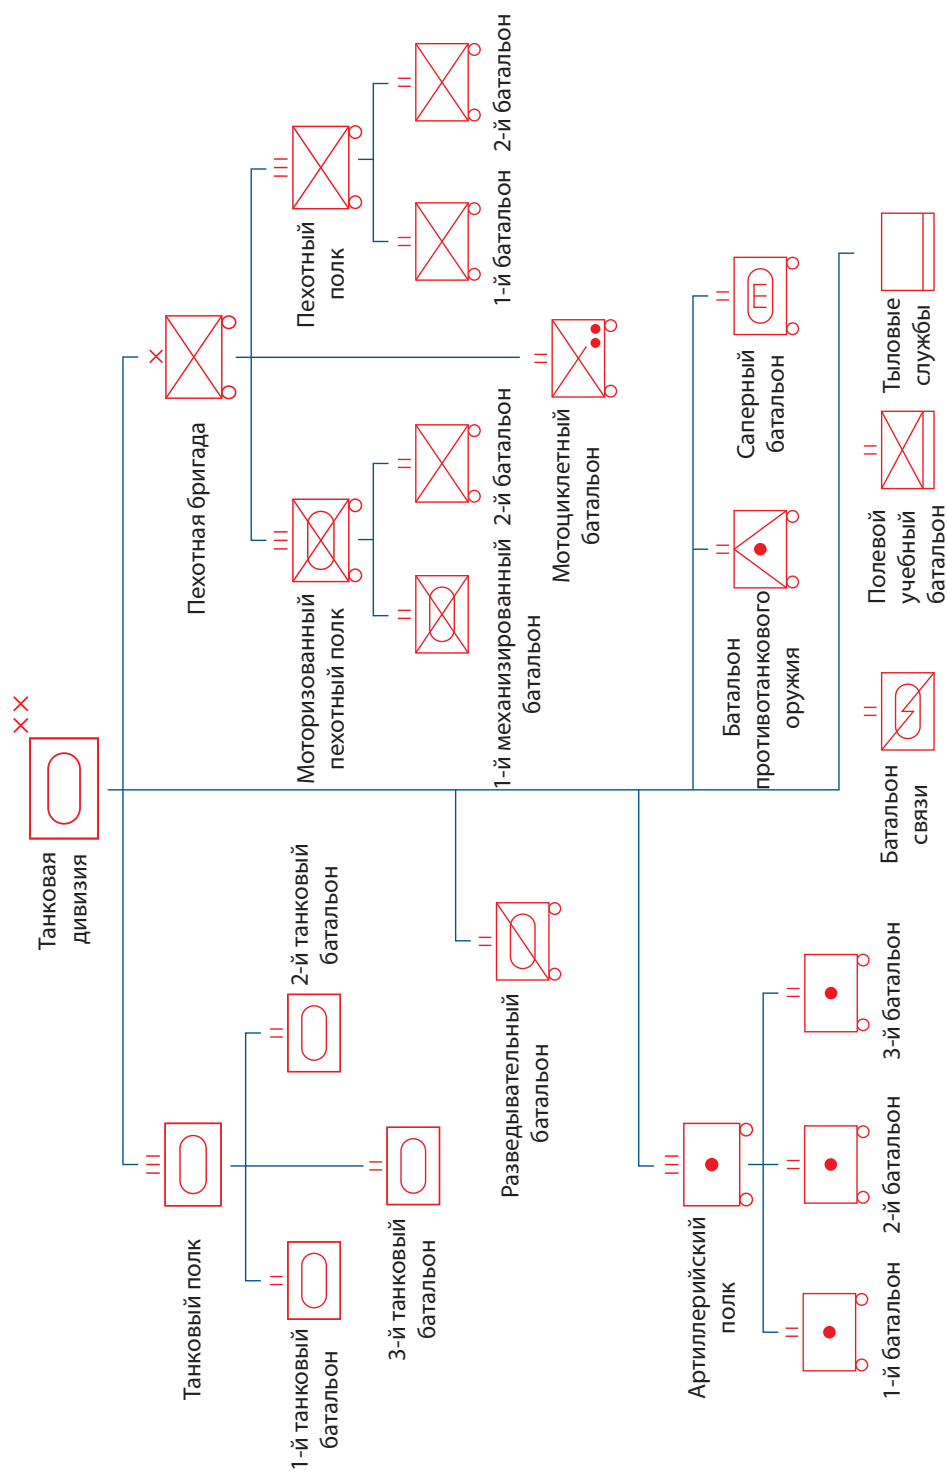 Танковая
дивизия
Танковый полк
1-й танковый
батальон
2-й танковый
батальон
3-й танковый
батальон
Пехотная бригада
Моторизованный
пехотный полк
1-й механизированный
батальон
2-й батальон
Мотоциклетный
батальон
Пехотный
полк
1-й батальон
2-й батальон
Разведывательный
батальон
Артиллерийский
полк
1-й батальон
2-й батальон
3-й батальон
Батальон
противотанкового
оружия
Саперный
батальон
Батальон
связи
Полевой
учебный
батальон
Тыловые
службы